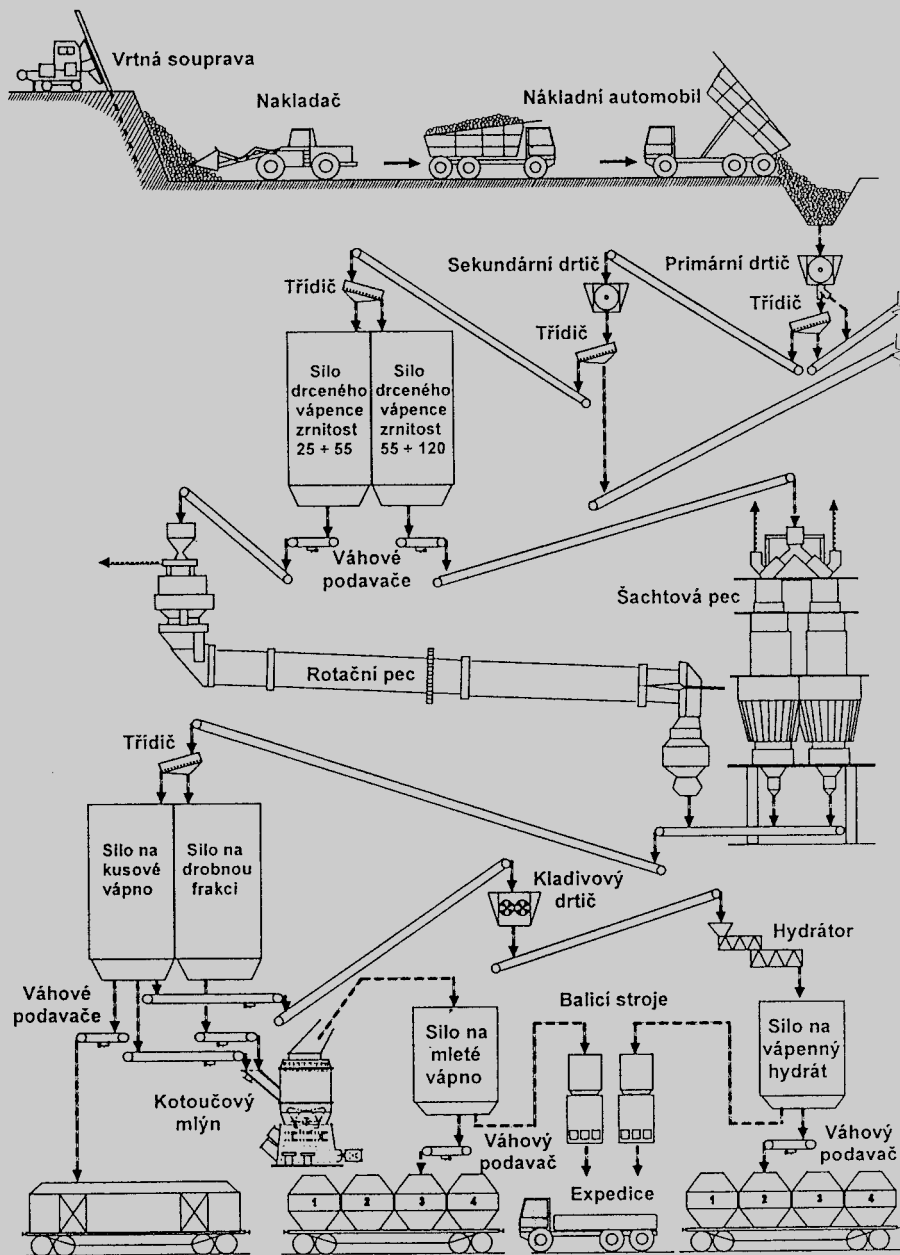 Vrtná souprava
Nakladač
Nákladní automobil
Sekundární drtič
Primární drtič
Třídič
Třídič
Třídič
Silo
drceného
vápence
zrnitost
25 ÷ 55
Silo
drceného
vápence
zrnitost
55 ÷ 120
Váhové
podavače
Šachtová pec
Rotační pec
Třídič
Silo na
kusové
vápno
Silo na
drobnou
frakci
Kladivový
drtič
Hydrátor
Váhové
podavače
Balicí stroje
Silo na
mleté
vápno
Silo na
vápenný
hydrát
Kotoučový
mlýn
Váhový
podavač
Váhový
podavač
Expedice
1 2 3 4
1 2 3 4